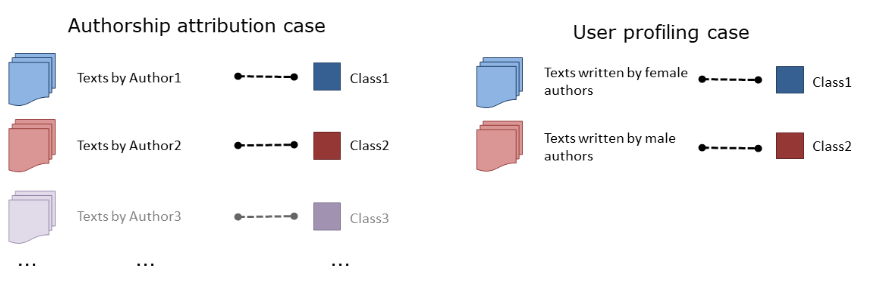 Authorship attribution case
Texts by Author1
Class1
Texts by Author2
Class2
Texts by Author3
Class3
... ... ...
User profiling case
Texts written by female
authors
Class1
Texts written by male
authors
Class2